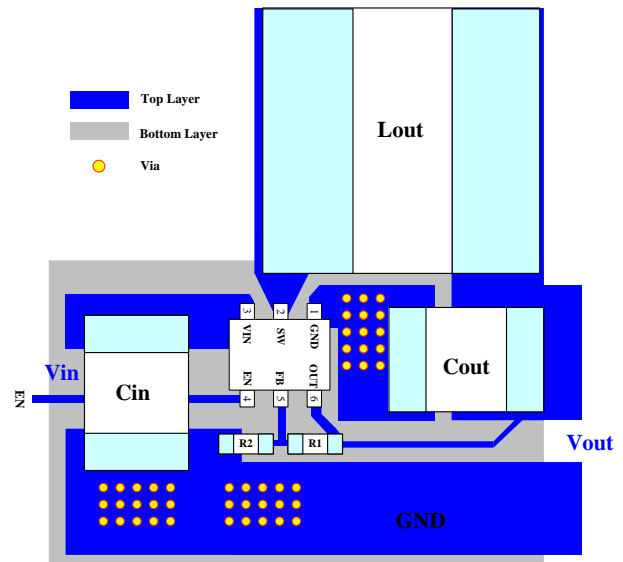 Top Layer
Bottom Layer
Via
Lout
3 2 1
VIN SW GND
EN FB OUT
4 5 6
Vin
EN
Cin
Cout
R2
R1
Vout
GND